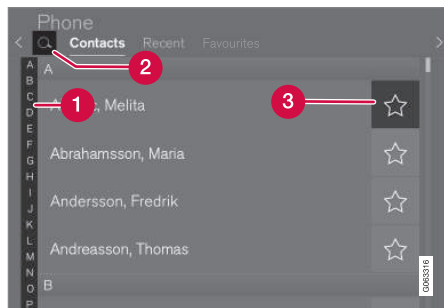 Phone
Contacts Recent Favourites
2
A
A
B
C
D
E
F
G
H
I
J
K
L
M
N
O
P
1
, Melita
3
Abrahamsson, Maria
Andersson, Fredrik
Andreasson, Thomas
B
G063316